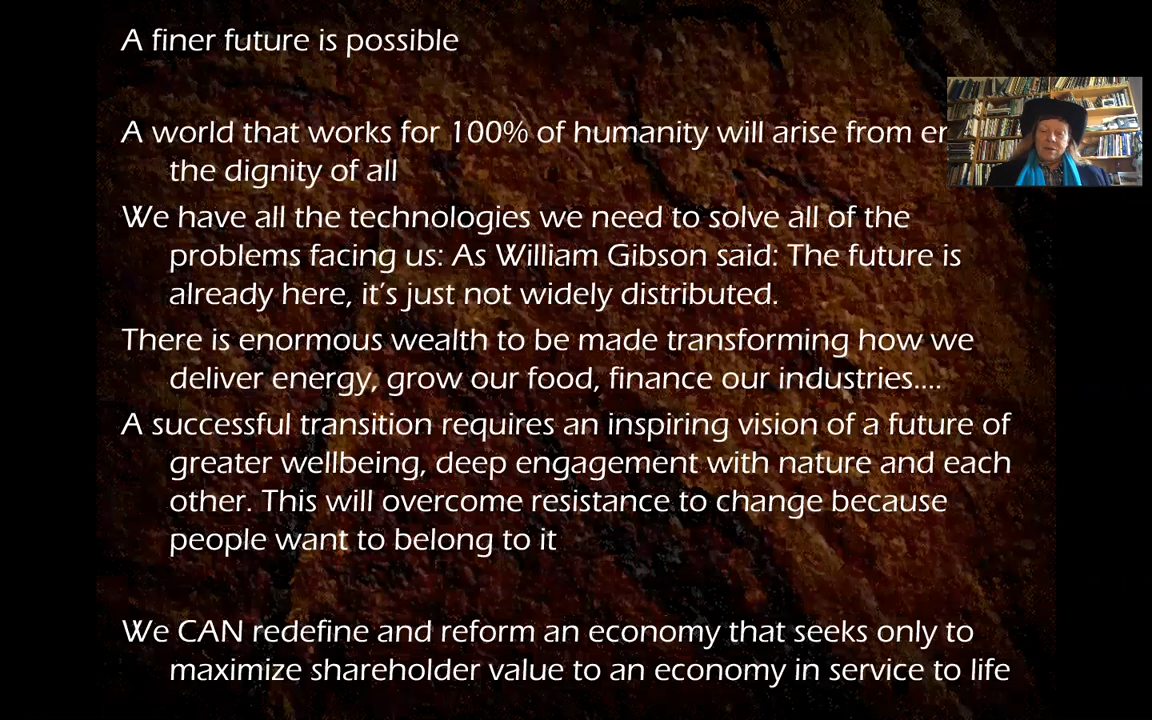 A finer future is possible
A world that works for 100% of humanity will arise from
the dignity of all
We have all the technologies we need to solve all of the
problems facing us: As William Gibson said: The future is
already here, it's just not widely distributed.
There is enormous wealth to be made transforming how we
deliver energy, grow our food, finance our industries....
A successful transition requires an inspiring vision of a future of
greater wellbeing, deep engagement with nature and each
other. This will overcome resistance to change because
people want to belong to it
We CAN redefine and reform an economy that seeks only to
maximize shareholder value to an economy in service to life